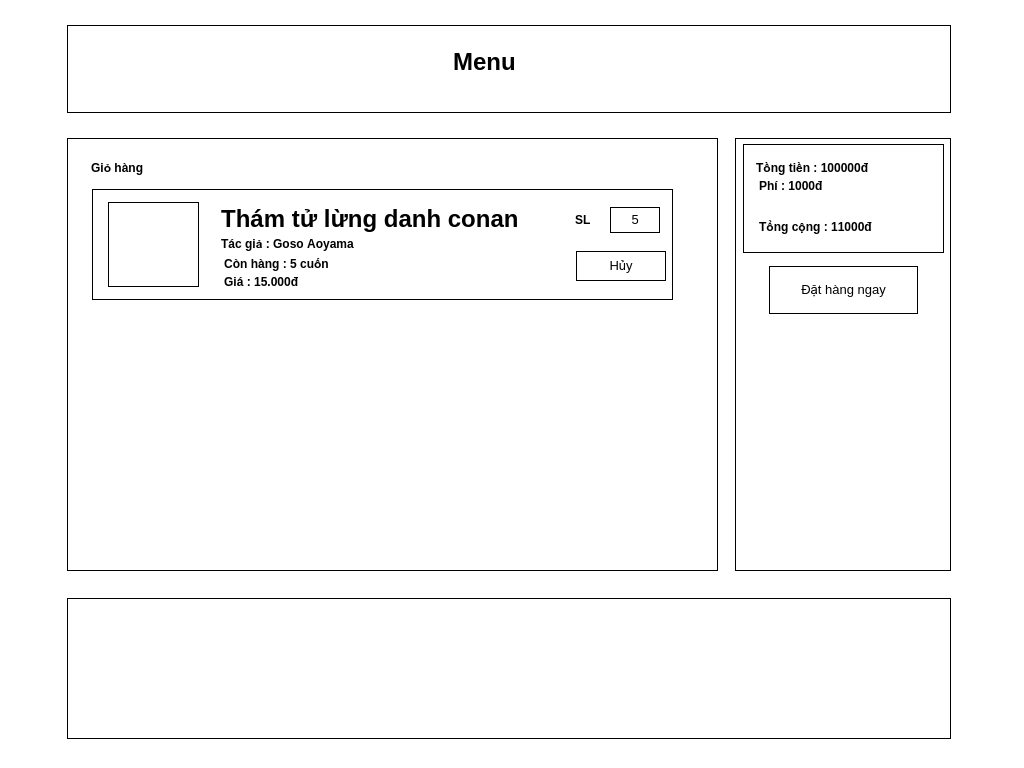 Menu
Giỏ hàng
Thám tử lừng danh conan
Tác giả : Goso Aoyama
Còn hàng : 5 cuốn
Giá : 15.000đ
SL
5
Hủy
Tồng tiền : 100000đ
Phí : 1000đ
Tổng cộng : 11000đ
Đặt hàng ngay